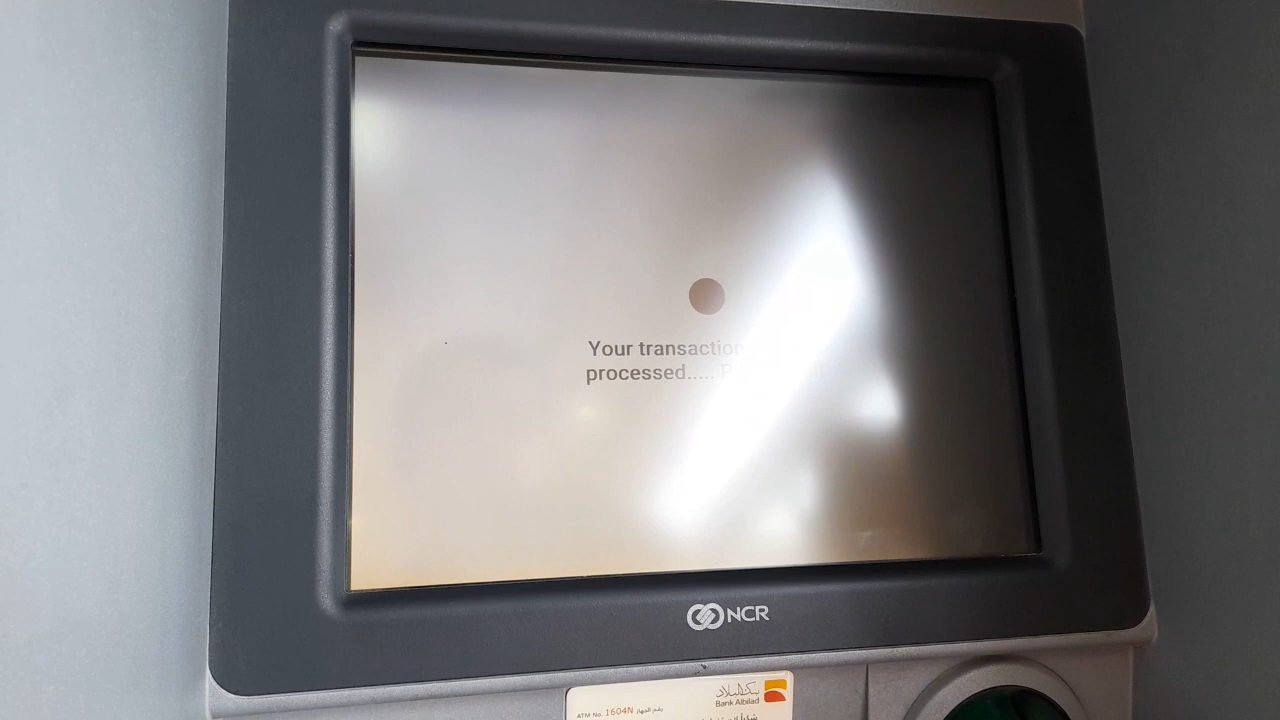 Your transaction
processed.....
NCR
بنك البلاد
Bank Albilad
ATM No. 1604N رقم الجهاز